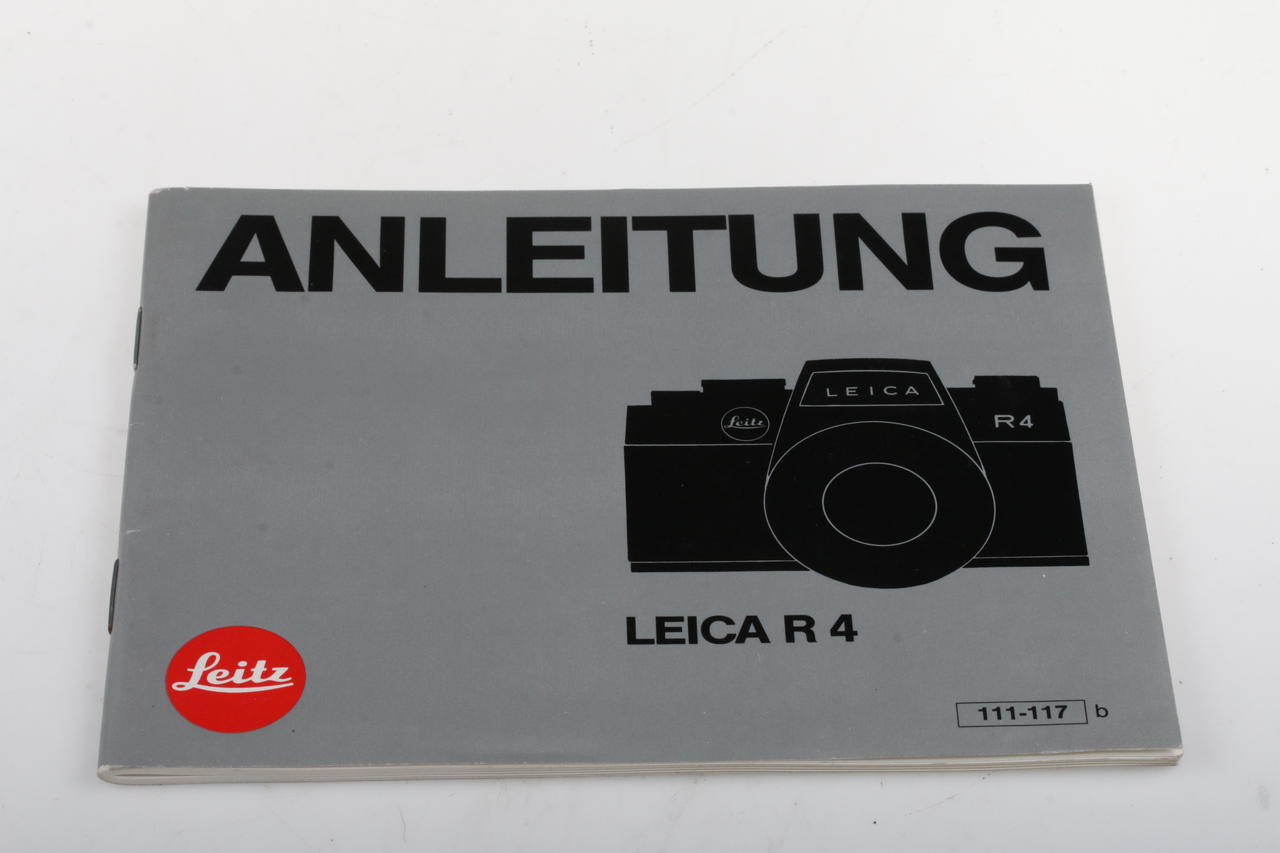 ANLEITUNG
LEICA
Leitz
R4
LEICA R 4
Leitz
111-117 b